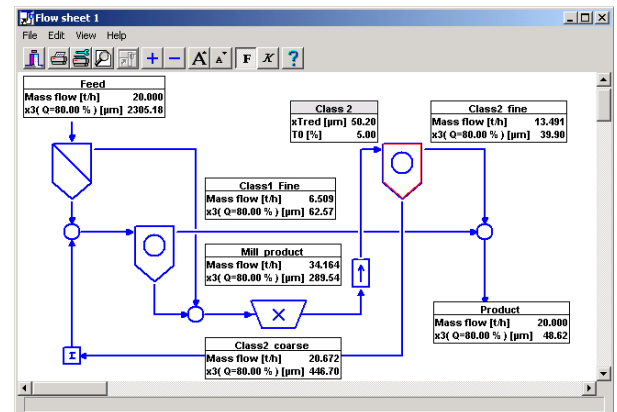 Flow sheet 1
File Edit View Help
A A F K ?
Feed
Mass flow [t/h] 20.000
x3( Q=80.00 % ) [µm] 2305.18
Class 2
xTred [µm] 50.20
T0 [%] 5.00
Class2_fine
Mass flow [t/h] 13.491
x3( Q=80.00 % ) [µm] 39.90
Class1_Fine
Mass flow [t/h] 6.509
x3( Q=80.00 % ) [µm] 62.57
Mill_product
Mass flow [t/h] 34.164
x3( Q=80.00 % ) [µm] 289.54
Product
Mass flow [t/h] 20.000
x3( Q=80.00 % ) [µm] 48.62
Class2_coarse
Mass flow [t/h] 20.672
x3( Q=80.00 % ) [µm] 446.70
Σ